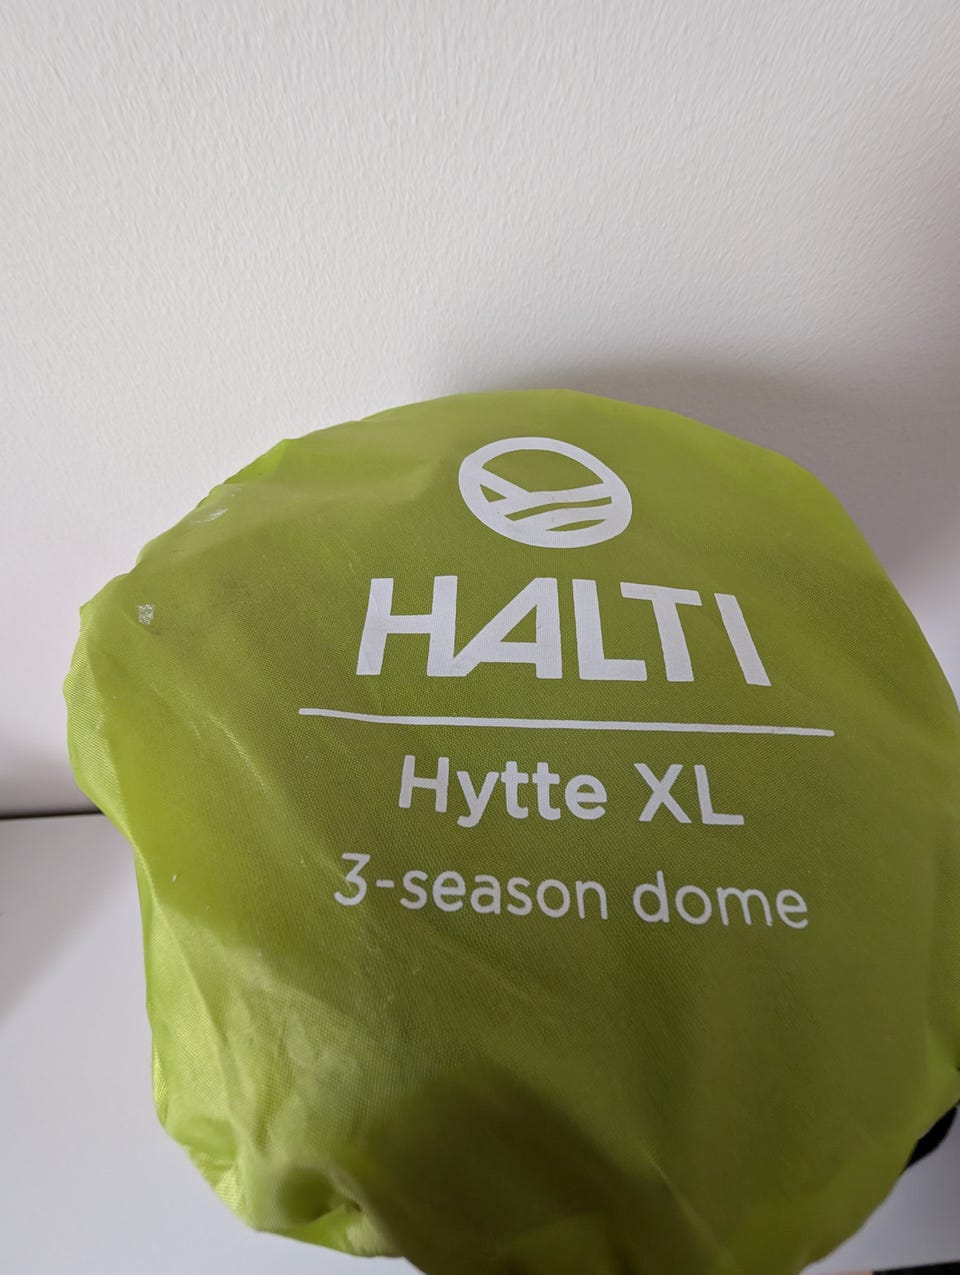 HALTI
Hytte XL
3-season dome